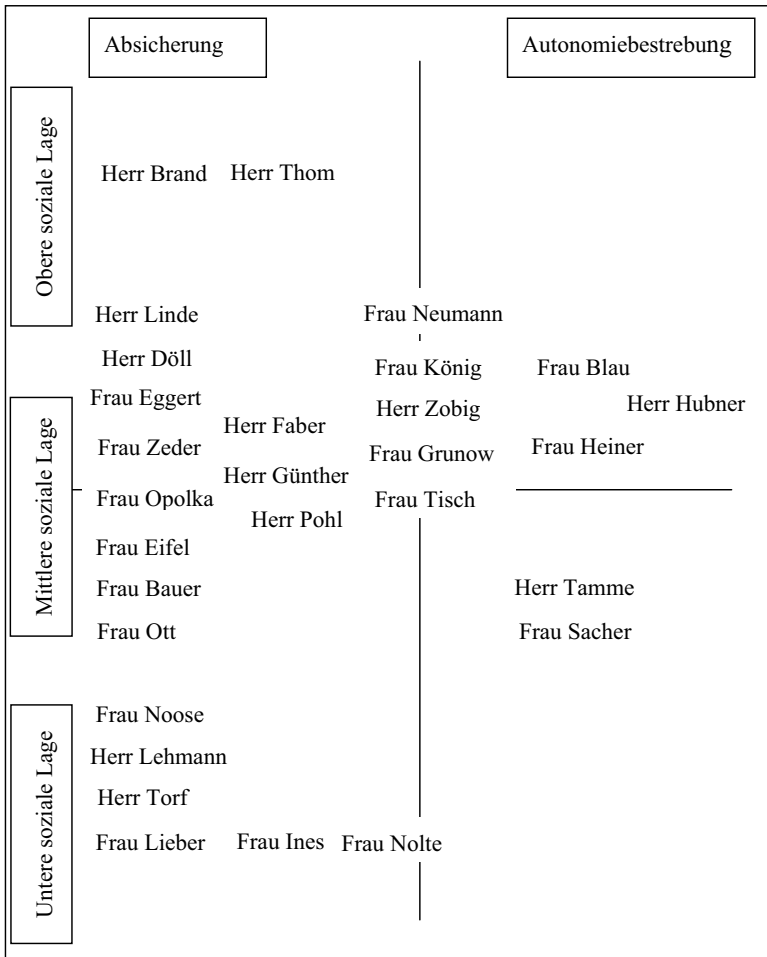 Absicherung
Autonomiebestrebung
Obere soziale Lage
Herr Brand Herr Thom
Herr Linde Frau Neumann
Herr Döll
Frau König Frau Blau
Frau Eggert
Herr Zobig Herr Hubner
Herr Faber
Mittlere soziale Lage
Frau Zeder Frau Grunow Frau Heiner
Herr Günther
Frau Opolka Frau Tisch
Herr Pohl
Frau Eifel
Frau Bauer Herr Tamme
Frau Ott Frau Sacher
Untere soziale Lage
Frau Noose
Herr Lehmann
Herr Torf
Frau Lieber Frau Ines Frau Nolte